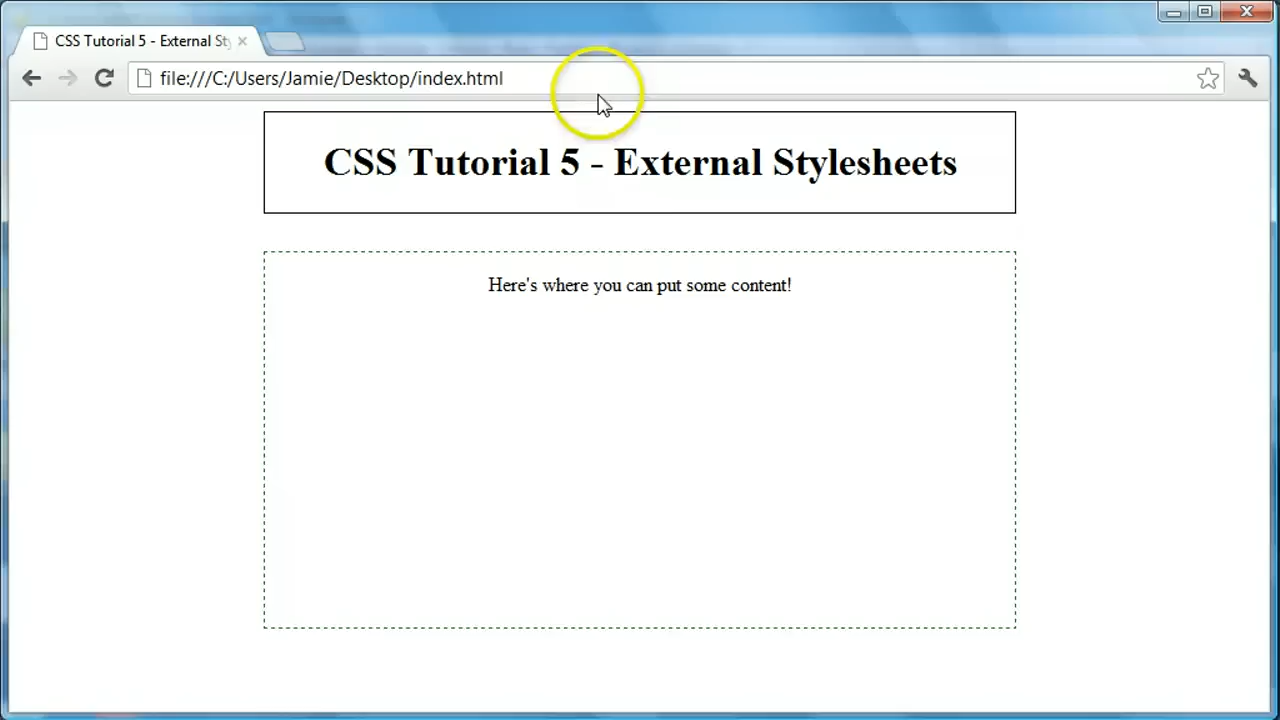 CSS Tutorial 5 - External Sty
file:///C:/Users/Jamie/Desktop/index.html
CSS Tutorial 5 - External Stylesheets
Here's where you can put some content!